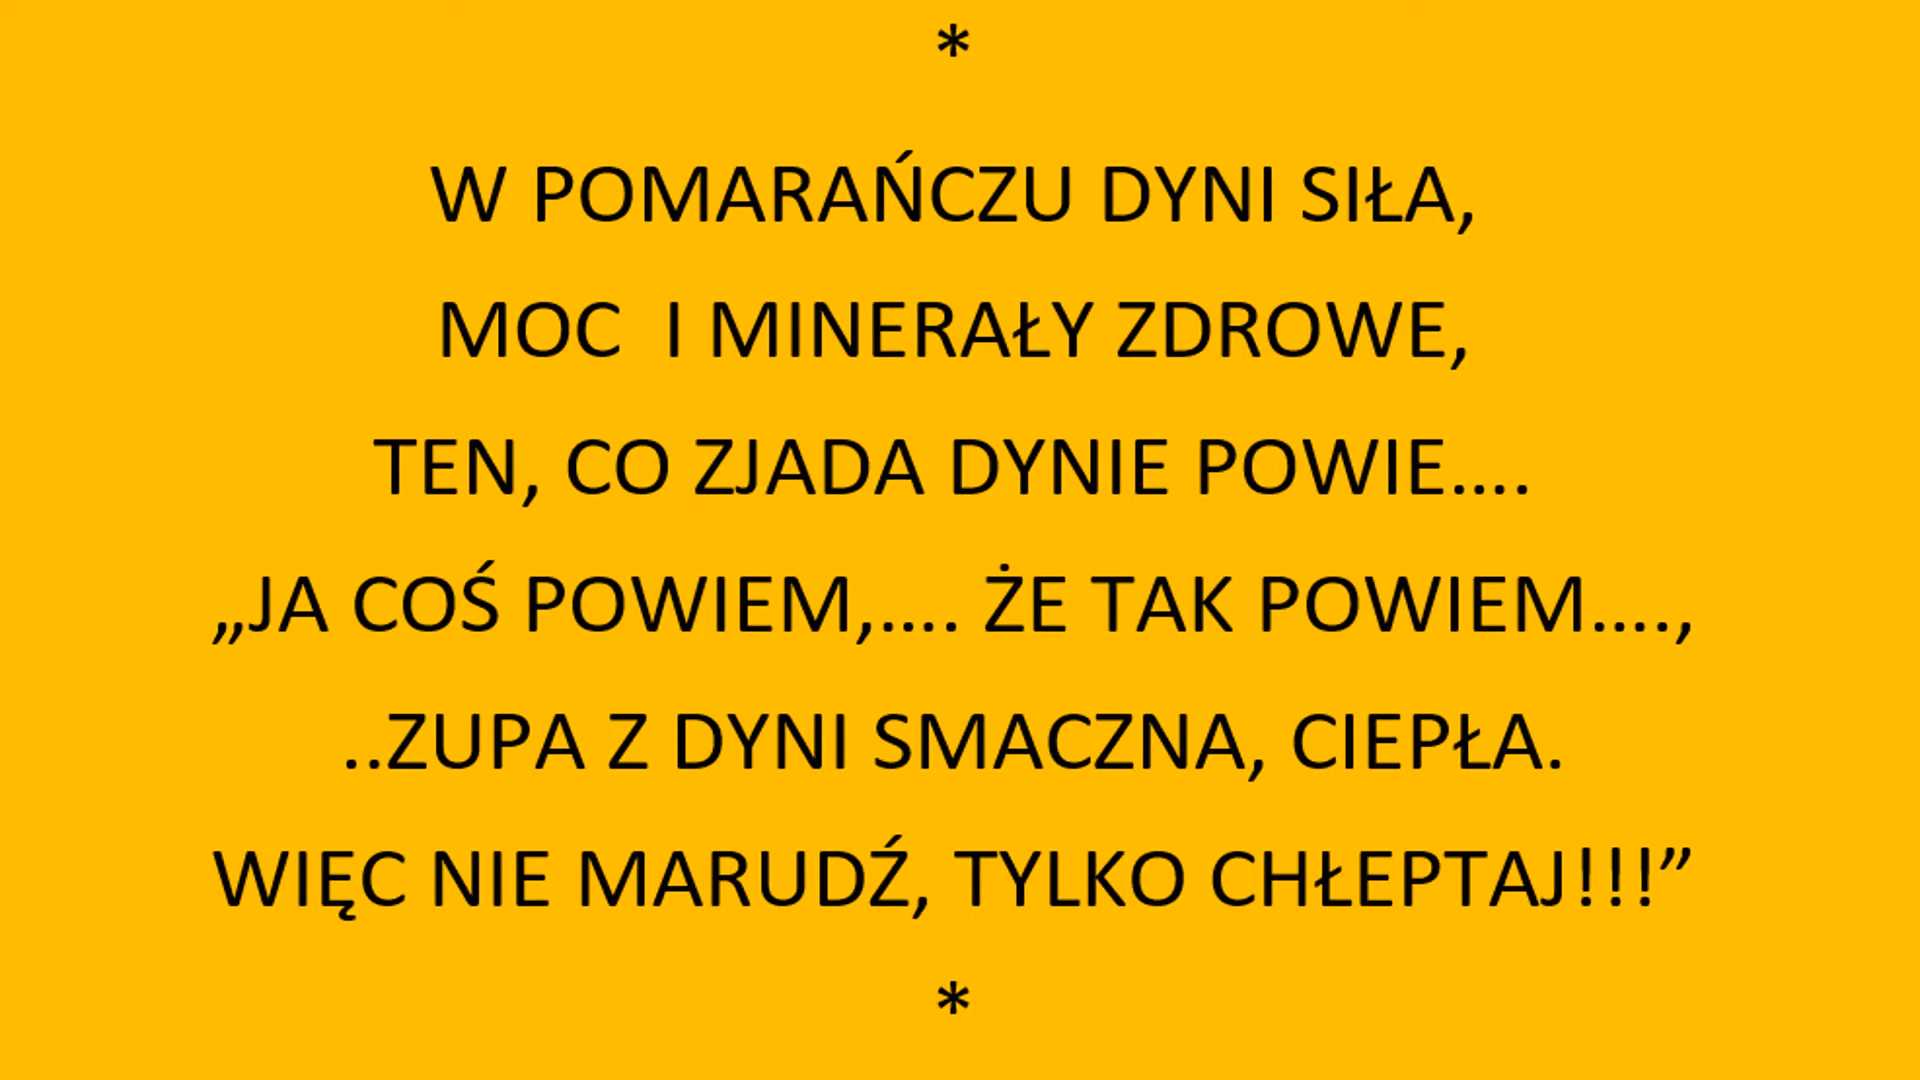 *
W POMARAŃCZU DYNI SIŁA,
MOC  I MINERAŁY ZDROWE,
TEN, CO ZJADA DYNIE POWIE….
„JA COŚ POWIEM,…. ŻE TAK POWIEM….,
..ZUPA Z DYNI SMACZNA, CIEPŁA.
WIĘC NIE MARUDŹ, TYLKO CHŁEPTAJ!!!”
*